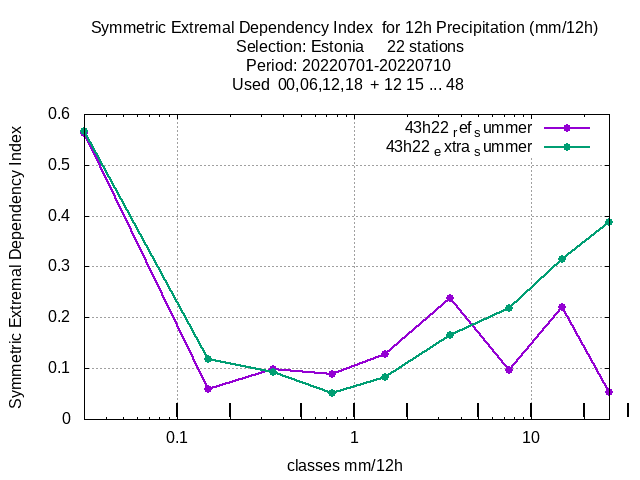 Symmetric Extremal Dependency Index  for 12h Precipitation (mm/12h)
Selection: Estonia     22 stations
Period: 20220701-20220710
Used  00,06,12,18  + 12 15 ... 48
43h22 ref summer
43h22 extra summer
Symmetric Extremal Dependency Index
0.6
0.5
0.4
0.3
0.2
0.1
0
0.1
1
10
classes mm/12h